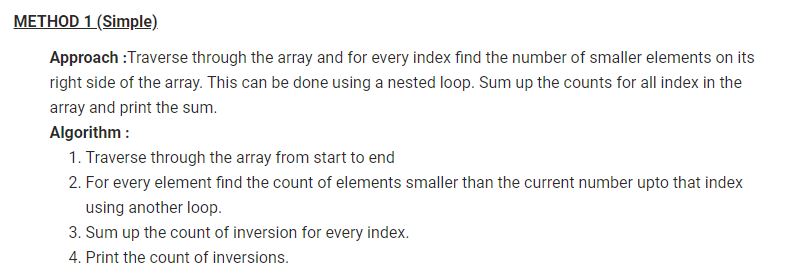 METHOD 1 (Simple)
Approach :Traverse through the array and for every index find the number of smaller elements on its
right side of the array. This can be done using a nested loop. Sum up the counts for all index in the
array and print the sum.
Algorithm :
1. Traverse through the array from start to end
2. For every element find the count of elements smaller than the current number upto that index
using another loop.
3. Sum up the count of inversion for every index.
4. Print the count of inversions.